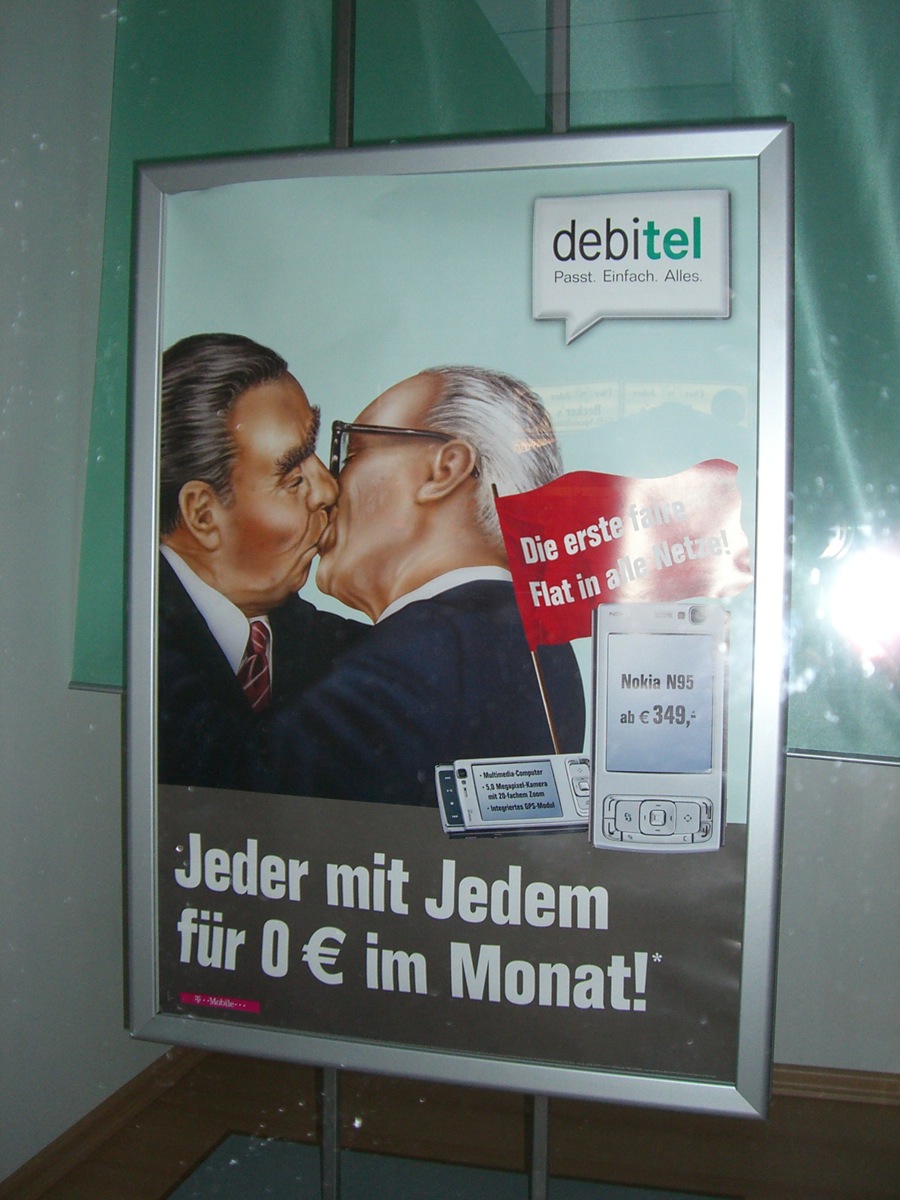 debitel
Passt. Einfach. Alles.
Die erste faire
Flat in alle Netze!
Nokia N95
ab € 349,-
· Multimedia-Computer
· 5,0 Megapixel-Kamera
mit 20-fachem Zoom
· Integriertes GPS-Modul
Jeder mit Jedem
für 0 € im Monat!*
T··Mobile···